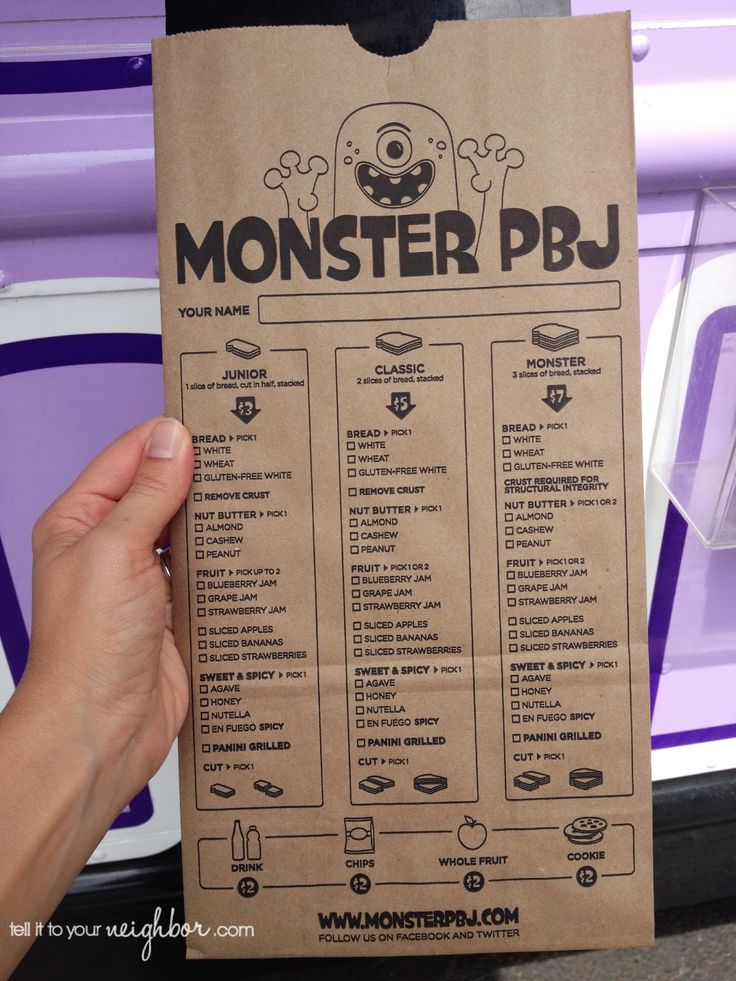 MONSTER PBJ
YOUR NAME
JUNIOR
1 slice of bread, cut in half, stacked
$3
BREAD ▸ PICK 1
WHITE
WHEAT
GLUTEN-FREE WHITE
REMOVE CRUST
NUT BUTTER ▸ PICK 1
ALMOND
CASHEW
PEANUT
FRUIT ▸ PICK UP TO 2
BLUEBERRY JAM
GRAPE JAM
STRAWBERRY JAM
SLICED APPLES
SLICED BANANAS
SLICED STRAWBERRIES
SWEET & SPICY ▸ PICK 1
AGAVE
HONEY
NUTELLA
EN FUEGO SPICY
PANINI GRILLED
CUT ▸ PICK 1
CLASSIC
2 slices of bread, stacked
$5
BREAD ▸ PICK 1
WHITE
WHEAT
GLUTEN-FREE WHITE
REMOVE CRUST
NUT BUTTER ▸ PICK 1
ALMOND
CASHEW
PEANUT
FRUIT ▸ PICK 1 OR 2
BLUEBERRY JAM
GRAPE JAM
STRAWBERRY JAM
SLICED APPLES
SLICED BANANAS
SLICED STRAWBERRIES
SWEET & SPICY ▸ PICK 1
AGAVE
HONEY
NUTELLA
EN FUEGO SPICY
PANINI GRILLED
CUT ▸ PICK 1
MONSTER
3 slices of bread, stacked
$7
BREAD ▸ PICK 1
WHITE
WHEAT
GLUTEN-FREE WHITE
CRUST REQUIRED FOR
STRUCTURAL INTEGRITY
NUT BUTTER ▸ PICK 1 OR 2
ALMOND
CASHEW
PEANUT
FRUIT ▸ PICK 1 OR 2
BLUEBERRY JAM
GRAPE JAM
STRAWBERRY JAM
SLICED APPLES
SLICED BANANAS
SLICED STRAWBERRIES
SWEET & SPICY ▸ PICK 1
AGAVE
HONEY
NUTELLA
EN FUEGO SPICY
PANINI GRILLED
CUT ▸ PICK 1
DRINK
$2
CHIPS
$2
WHOLE FRUIT
$2
COOKIE
$2
WWW.MONSTERPBJ.COM
FOLLOW US ON FACEBOOK AND TWITTER
tell it to your neighbor.com